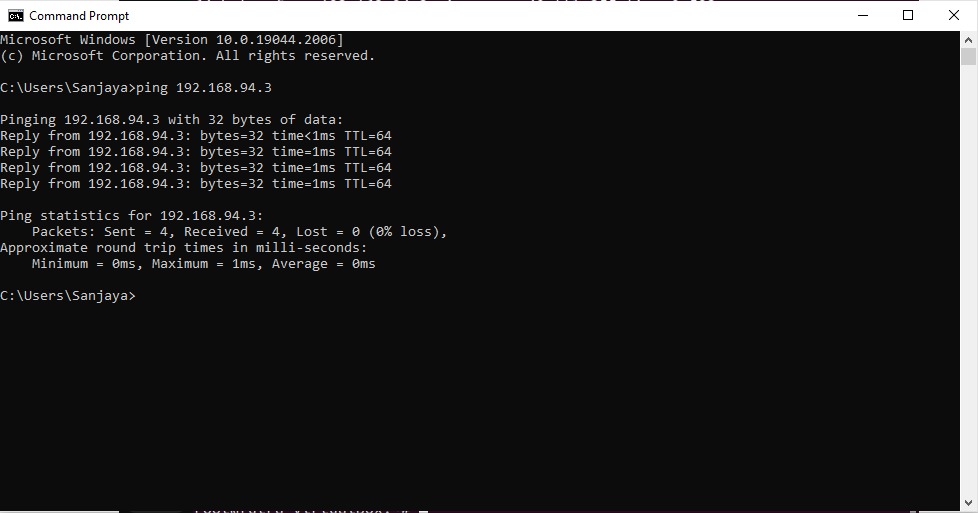 Command Prompt
Microsoft Windows [Version 10.0.19044.2006]
(c) Microsoft Corporation. All rights reserved.
C:\Users\Sanjaya>ping 192.168.94.3
Pinging 192.168.94.3 with 32 bytes of data:
Reply from 192.168.94.3: bytes=32 time<1ms TTL=64
Reply from 192.168.94.3: bytes=32 time=1ms TTL=64
Reply from 192.168.94.3: bytes=32 time=1ms TTL=64
Reply from 192.168.94.3: bytes=32 time=1ms TTL=64
Ping statistics for 192.168.94.3:
Packets: Sent = 4, Received = 4, Lost = 0 (0% loss),
Approximate round trip times in milli-seconds:
Minimum = 0ms, Maximum = 1ms, Average = 0ms
C:\Users\Sanjaya>